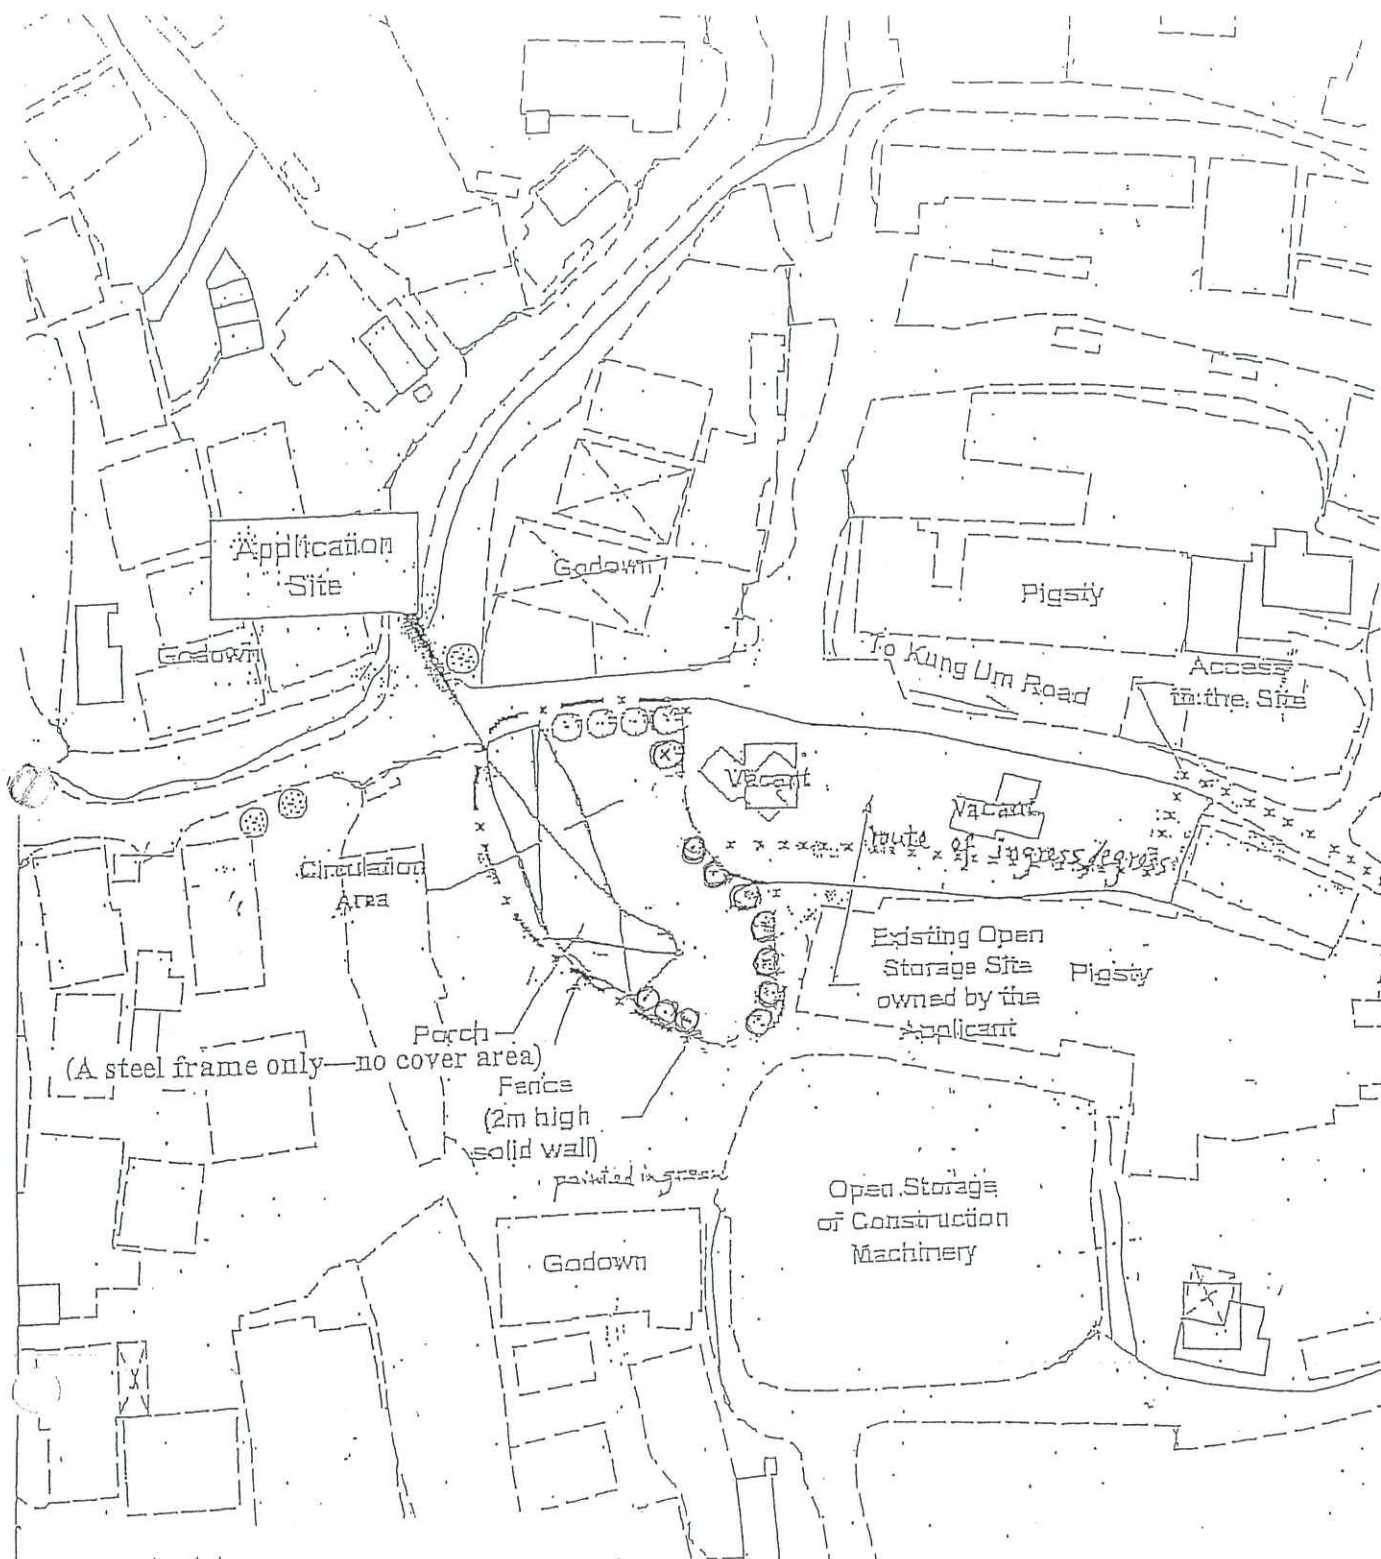 Application
Site
Godown
Godown
Pigsty
To Kung Um Road
Access
in the Site
Vacant
Vacant
route of ingress/egress
Circulation
Area
Existing Open
Storage Site
owned by the
Applicant
Pigsty
Porch
(A steel frame only—no cover area)
Fence
(2m high
solid wall)
painted in green
Godown
Open Storage
of Construction
Machinery